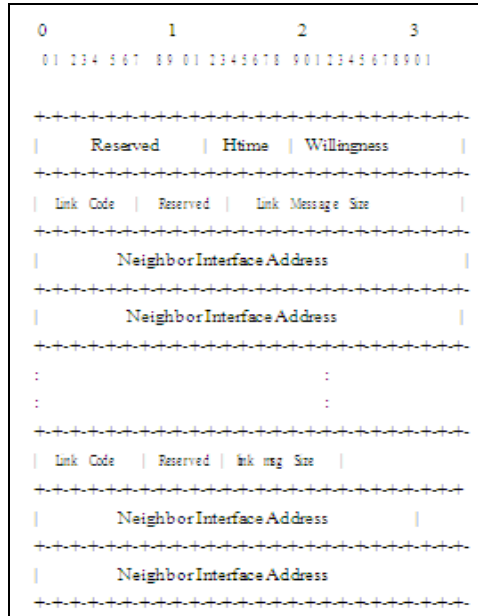 0 1 2 3
0 1 2 3 4 5 6 7 8 9 0 1 2 3 4 5 6 7 8 9 0 1 2 3 4 5 6 7 8 9 0 1
+-+-+-+-+-+-+-+-+-+-+-+-+-+-+-+-+-+-+-+-+-+-+-+-
| Reserved | Htime | Willingness |
+-+-+-+-+-+-+-+-+-+-+-+-+-+-+-+-+-+-+-+-+-+-+-+-
| Link Code | Reserved | Link Message Size |
+-+-+-+-+-+-+-+-+-+-+-+-+-+-+-+-+-+-+-+-+-+-+-+-
| Neighbor Interface Address |
+-+-+-+-+-+-+-+-+-+-+-+-+-+-+-+-+-+-+-+-+-+-+-+-
| Neighbor Interface Address |
+-+-+-+-+-+-+-+-+-+-+-+-+-+-+-+-+-+-+-+-+-+-+-+-
: :
: :
+-+-+-+-+-+-+-+-+-+-+-+-+-+-+-+-+-+-+-+-+-+-+-+-
| Link Code | Reserved | link msg Size |
+-+-+-+-+-+-+-+-+-+-+-+-+-+-+-+-+-+-+-+-+-+-+-+
| Neighbor Interface Address |
+-+-+-+-+-+-+-+-+-+-+-+-+-+-+-+-+-+-+-+-+-+-+-+-
| Neighbor Interface Address
+-+-+-+-+-+-+-+-+-+-+-+-+-+-+-+-+-+-+-+-+-+-+-+-